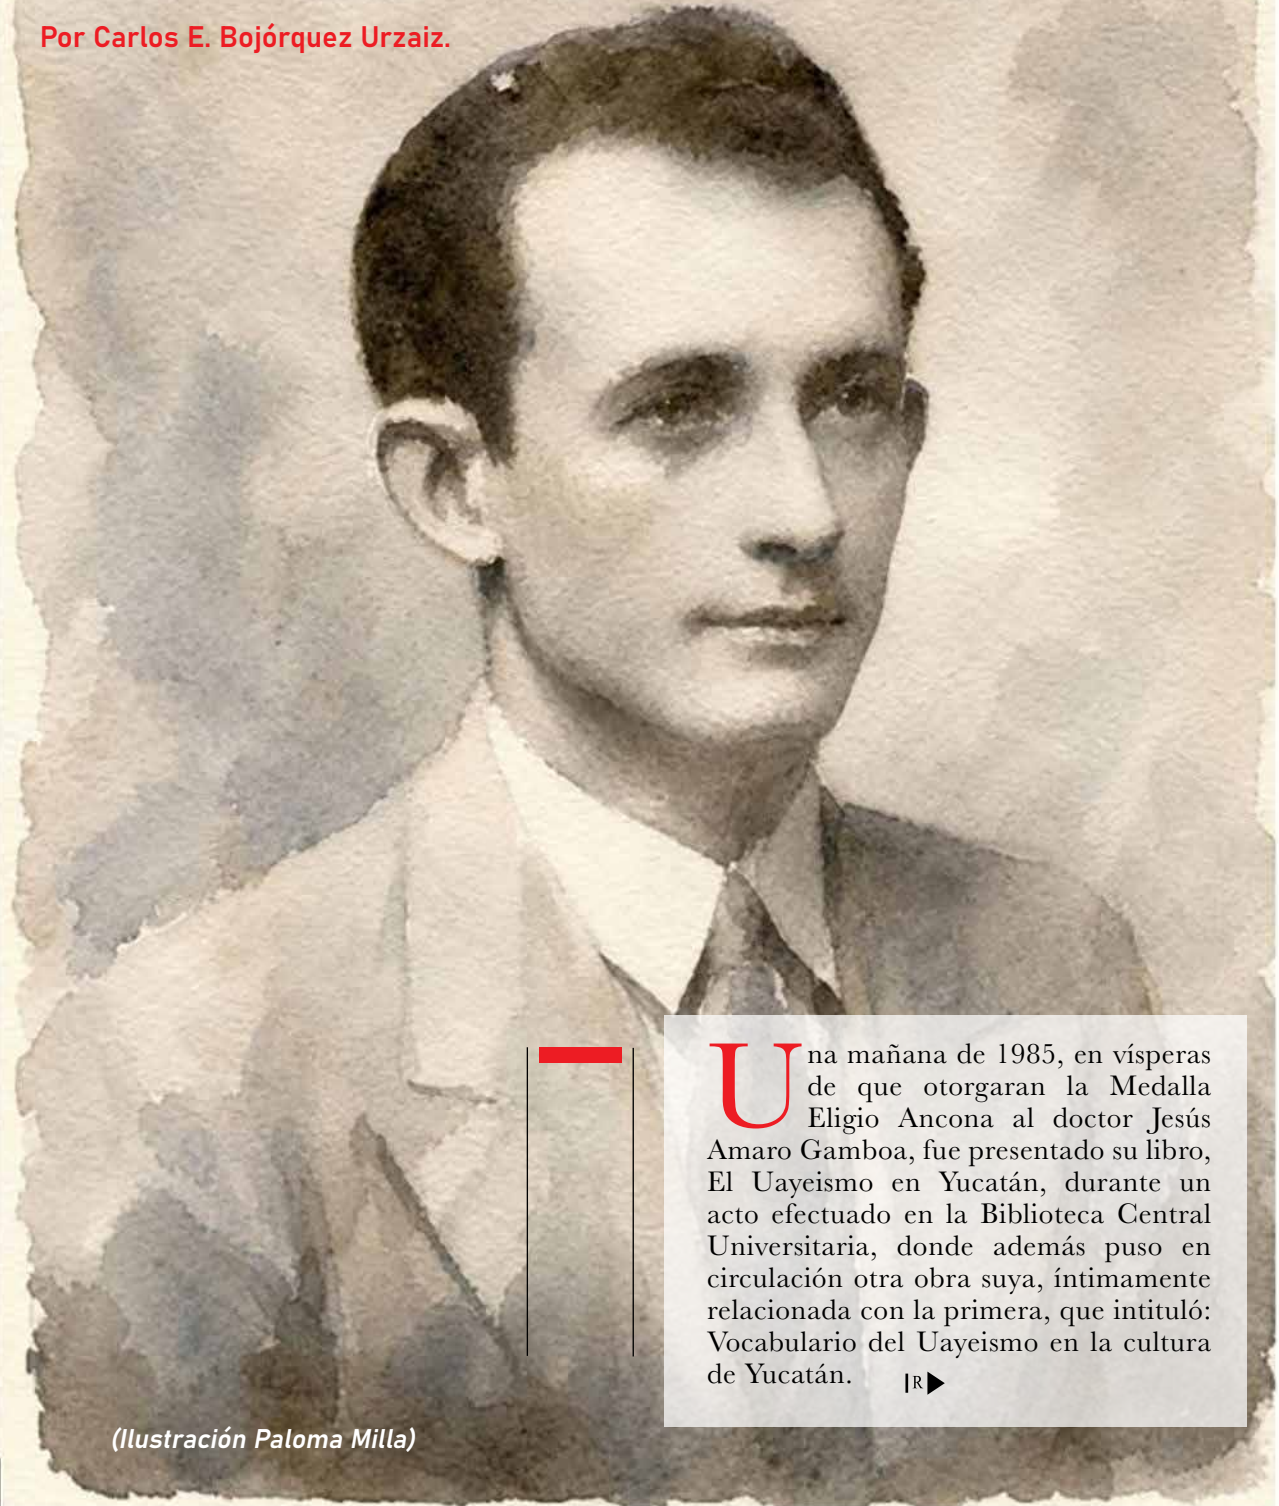 Por Carlos E. Bojórquez Urzaiz.
Una mañana de 1985, en vísperas
de que otorgaran la Medalla
Eligio Ancona al doctor Jesús
Amaro Gamboa, fue presentado su libro,
El Uayeismo en Yucatán, durante un
acto efectuado en la Biblioteca Central
Universitaria, donde además puso en
circulación otra obra suya, íntimamente
relacionada con la primera, que intituló:
Vocabulario del Uayeismo en la cultura
de Yucatán.
R
(Ilustración Paloma Milla)